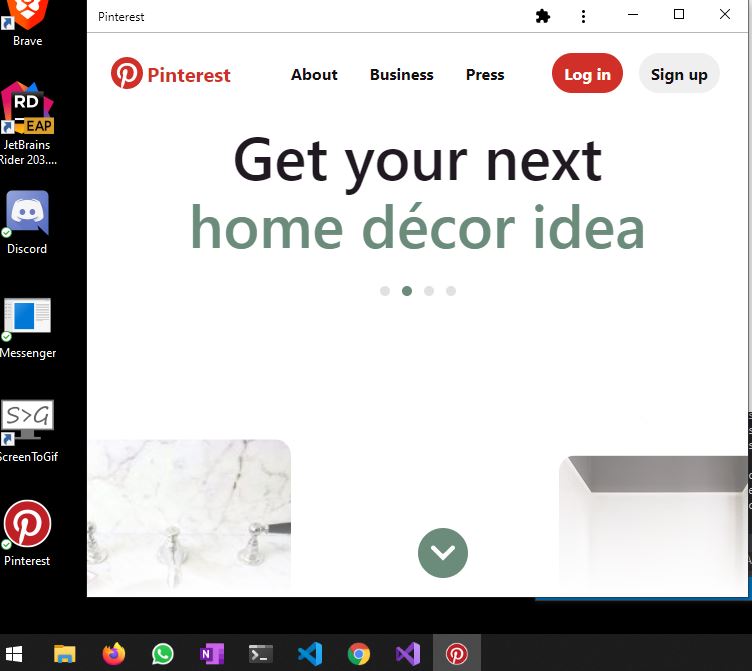 Brave
RD
EAP
JetBrains
Rider 203....
Discord
Messenger
S>G
ScreenToGif
Pinterest
Pinterest
Pinterest
About
Business
Press
Log in
Sign up
Get your next
home décor idea